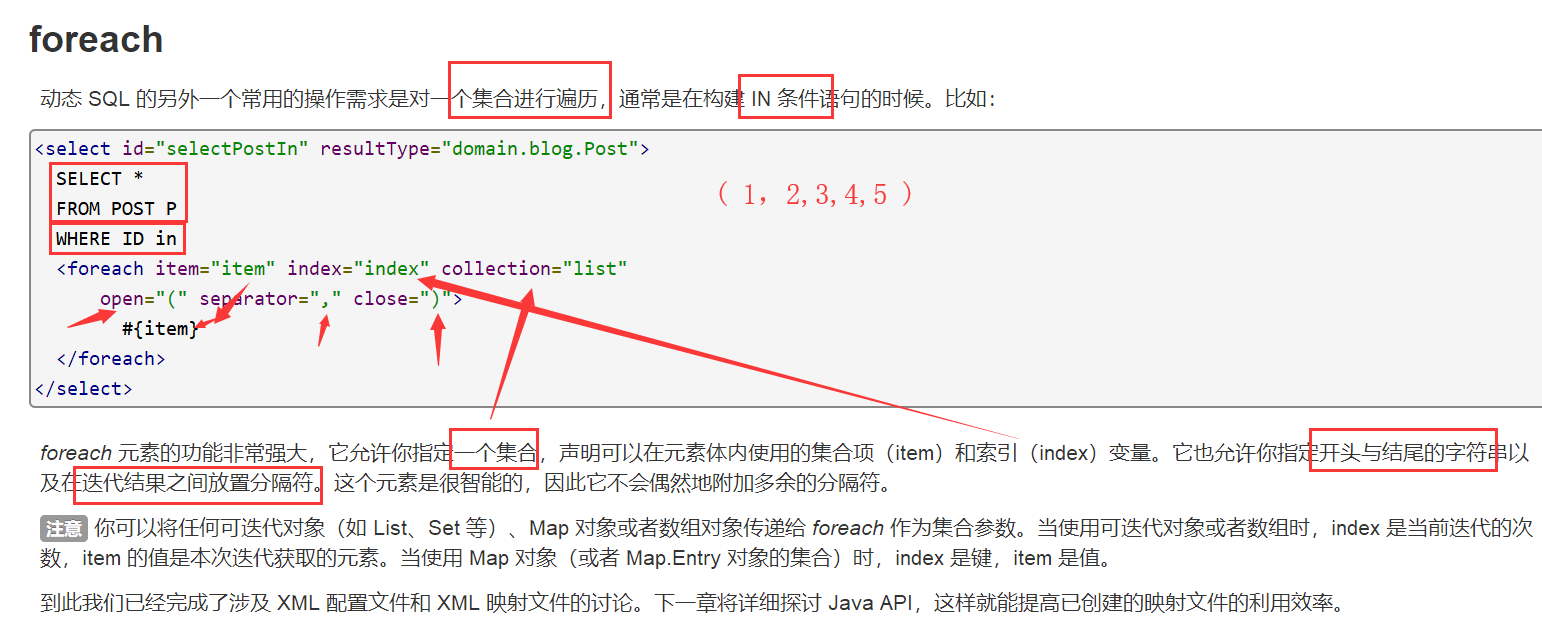 foreach
动态 SQL 的另外一个常用的操作需求是对一个集合进行遍历，通常是在构建 IN 条件语句的时候。比如：
<select id="selectPostIn" resultType="domain.blog.Post">
SELECT *
（ 1，2,3,4,5 ）
FROM POST P
WHERE ID in
<foreach item="item" index="index" collection="list"
open="(" separator="," close=")">
#{item}
</foreach>
</select>
foreach 元素的功能非常强大，它允许你指定一个集合，声明可以在元素体内使用的集合项（item）和索引（index）变量。它也允许你指定开头与结尾的字符串以
及在迭代结果之间放置分隔符。这个元素是很智能的，因此它不会偶然地附加多余的分隔符。
注意 你可以将任何可迭代对象（如 List、Set 等）、Map 对象或者数组对象传递给 foreach 作为集合参数。当使用可迭代对象或者数组时，index 是当前迭代的次
数，item 的值是本次迭代获取的元素。当使用 Map 对象（或者 Map.Entry 对象的集合）时，index 是键，item 是值。
到此我们已经完成了涉及 XML 配置文件和 XML 映射文件的讨论。下一章将详细探讨 Java API，这样就能提高已创建的映射文件的利用效率。